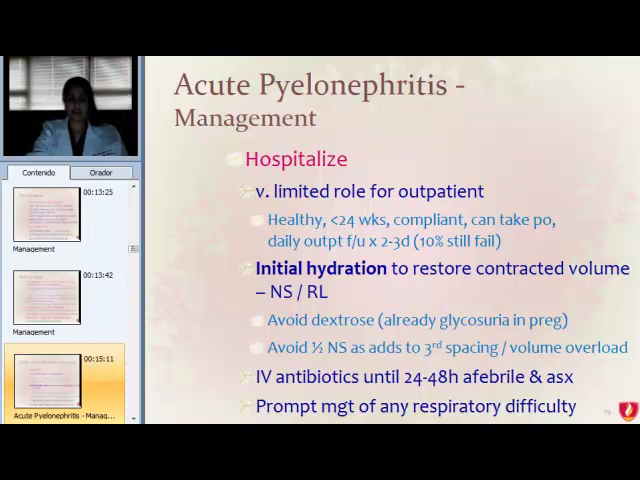 Acute Pyelonephritis -
Management
Hospitalize
v. limited role for outpatient
Healthy, <24 wks, compliant, can take po,
daily outpt f/u x 2-3d (10% still fail)
Initial hydration to restore contracted volume
– NS / RL
Avoid dextrose (already glycosuria in preg)
Avoid ½ NS as adds to 3rd spacing / volume overload
IV antibiotics until 24-48h afebrile & asx
Prompt mgt of any respiratory difficulty
19
Contenido
Orador
00:13:25
Management
00:13:42
Management
00:15:11
Acute Pyelonephritis - Manag...